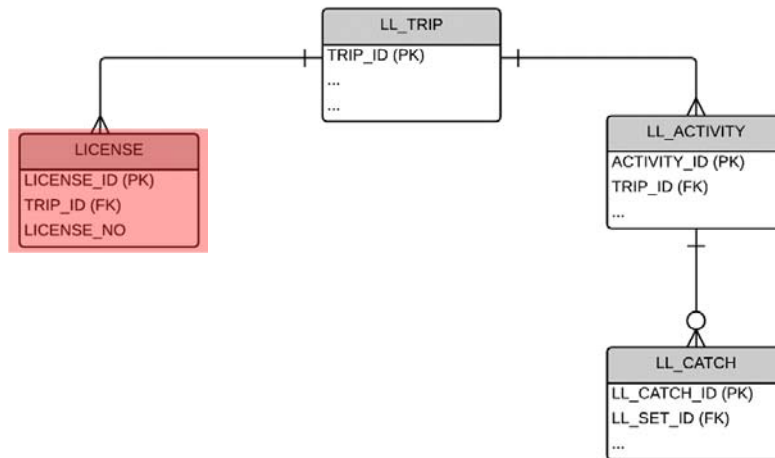 LL_TRIP
TRIP_ID (PK)
...
...
LICENSE
LICENSE_ID (PK)
TRIP_ID (FK)
LICENSE_NO
LL_ACTIVITY
ACTIVITY_ID (PK)
TRIP_ID (FK)
...
LL_CATCH
LL_CATCH_ID (PK)
LL_SET_ID (FK)
...